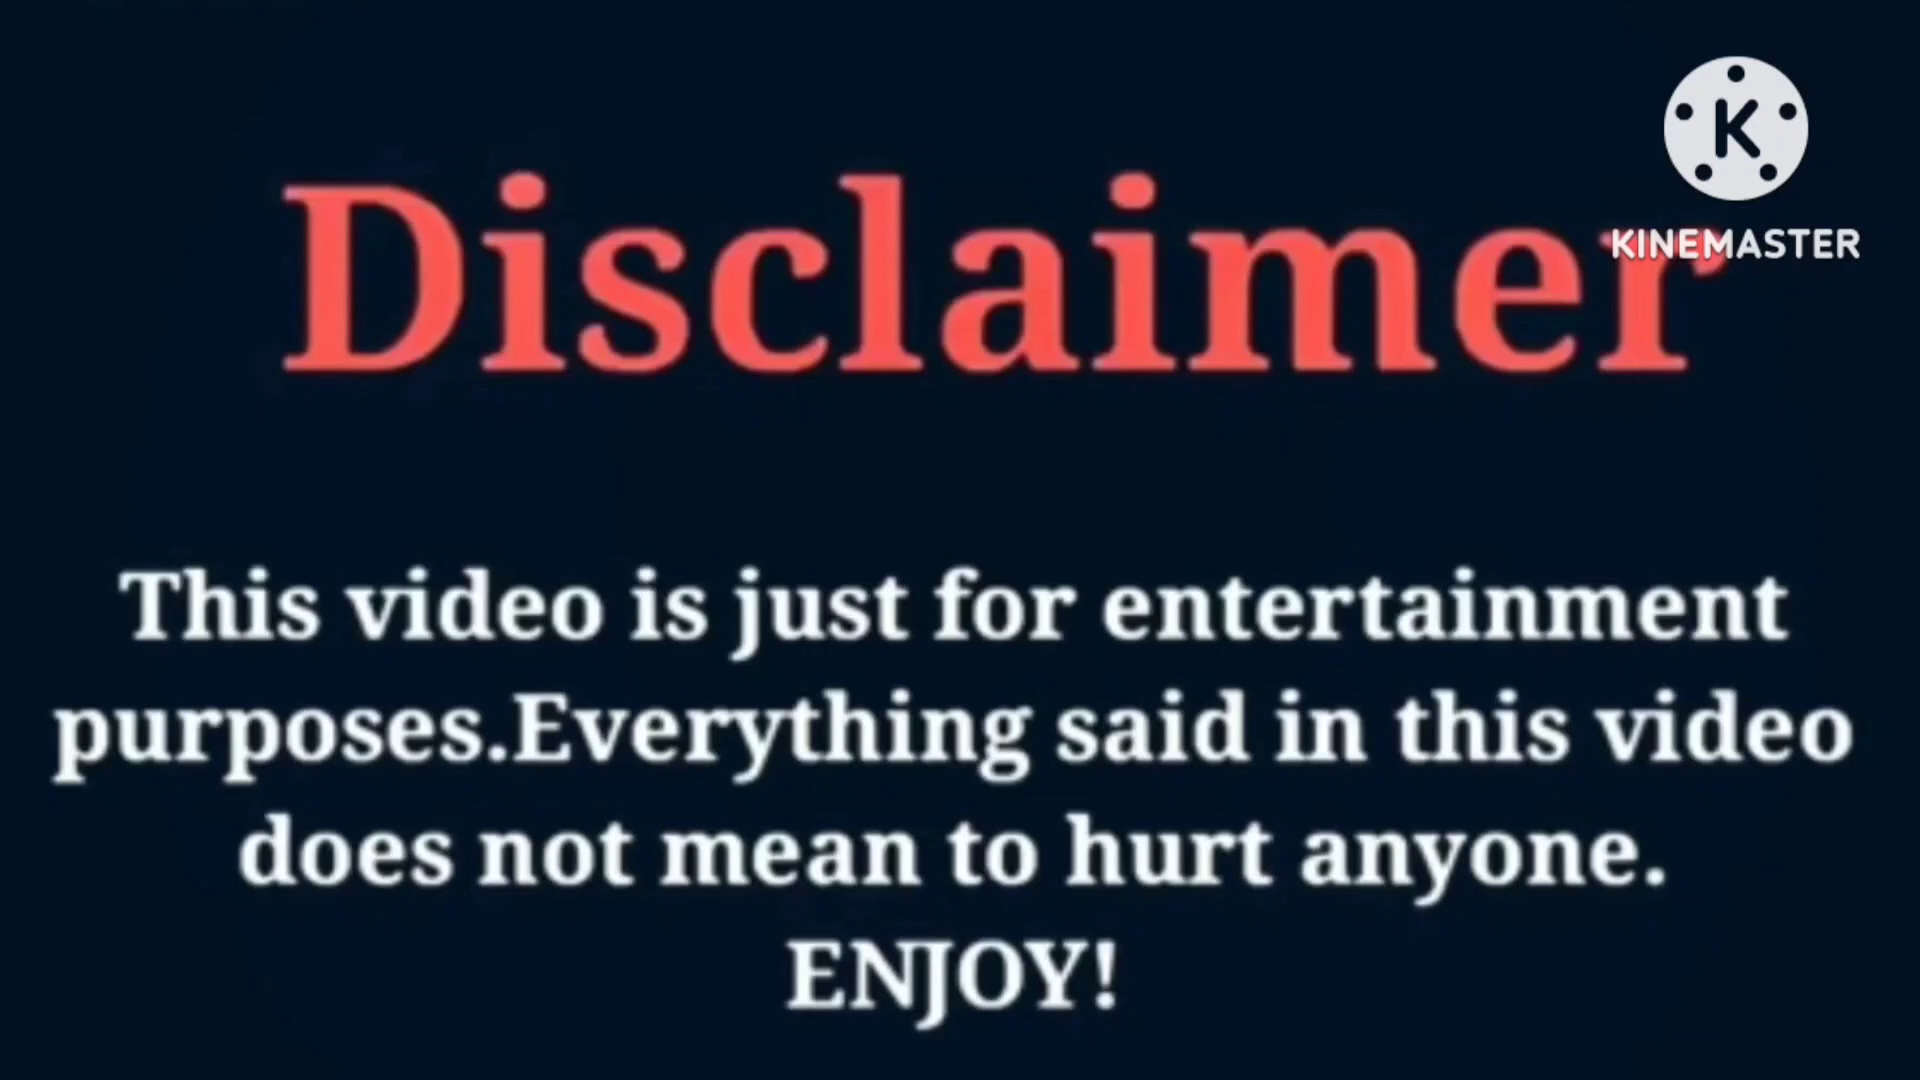 K
KINEMASTER
Disclaimer
This video is just for entertainment
purposes.Everything said in this video
does not mean to hurt anyone.
ENJOY!